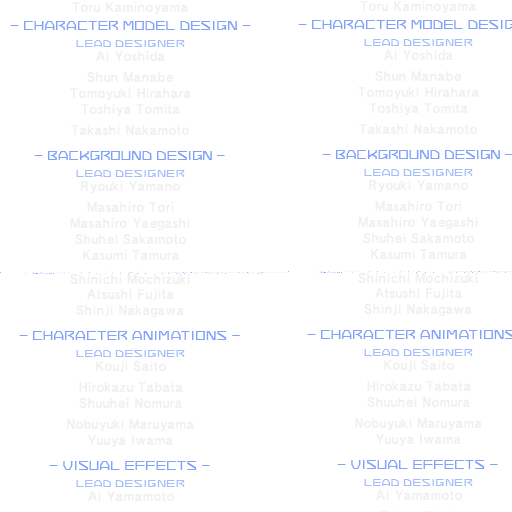 Toru Kaminoyama
– CHARACTER MODEL DESIGN –
LEAD DESIGNER
Ai Yoshida
Shun Manabe
Tomoyuki Hirahara
Toshiya Tomita
Takashi Nakamoto
– BACKGROUND DESIGN –
LEAD DESIGNER
Ryouki Yamano
Masahiro Tori
Masahiro Yaegashi
Shuhei Sakamoto
Kasumi Tamura
Shinichi Mochizuki
Atsushi Fujita
Shinji Nakagawa
– CHARACTER ANIMATIONS –
LEAD DESIGNER
Kouji Saito
Hirokazu Tabata
Shuuhei Nomura
Nobuyuki Maruyama
Yuuya Iwama
– VISUAL EFFECTS –
LEAD DESIGNER
Ai Yamamoto
Toru Kaminoyama
– CHARACTER MODEL DESIG
LEAD DESIGNER
Ai Yoshida
Shun Manabe
Tomoyuki Hirahara
Toshiya Tomita
Takashi Nakamoto
– BACKGROUND DESIGN –
LEAD DESIGNER
Ryouki Yamano
Masahiro Tori
Masahiro Yaegashi
Shuhei Sakamoto
Kasumi Tamura
Shinichi Mochizuki
Atsushi Fujita
Shinji Nakagawa
– CHARACTER ANIMATIONS
LEAD DESIGNER
Kouji Saito
Hirokazu Tabata
Shuuhei Nomura
Nobuyuki Maruyama
Yuuya Iwama
– VISUAL EFFECTS –
LEAD DESIGNER
Ai Yamamoto